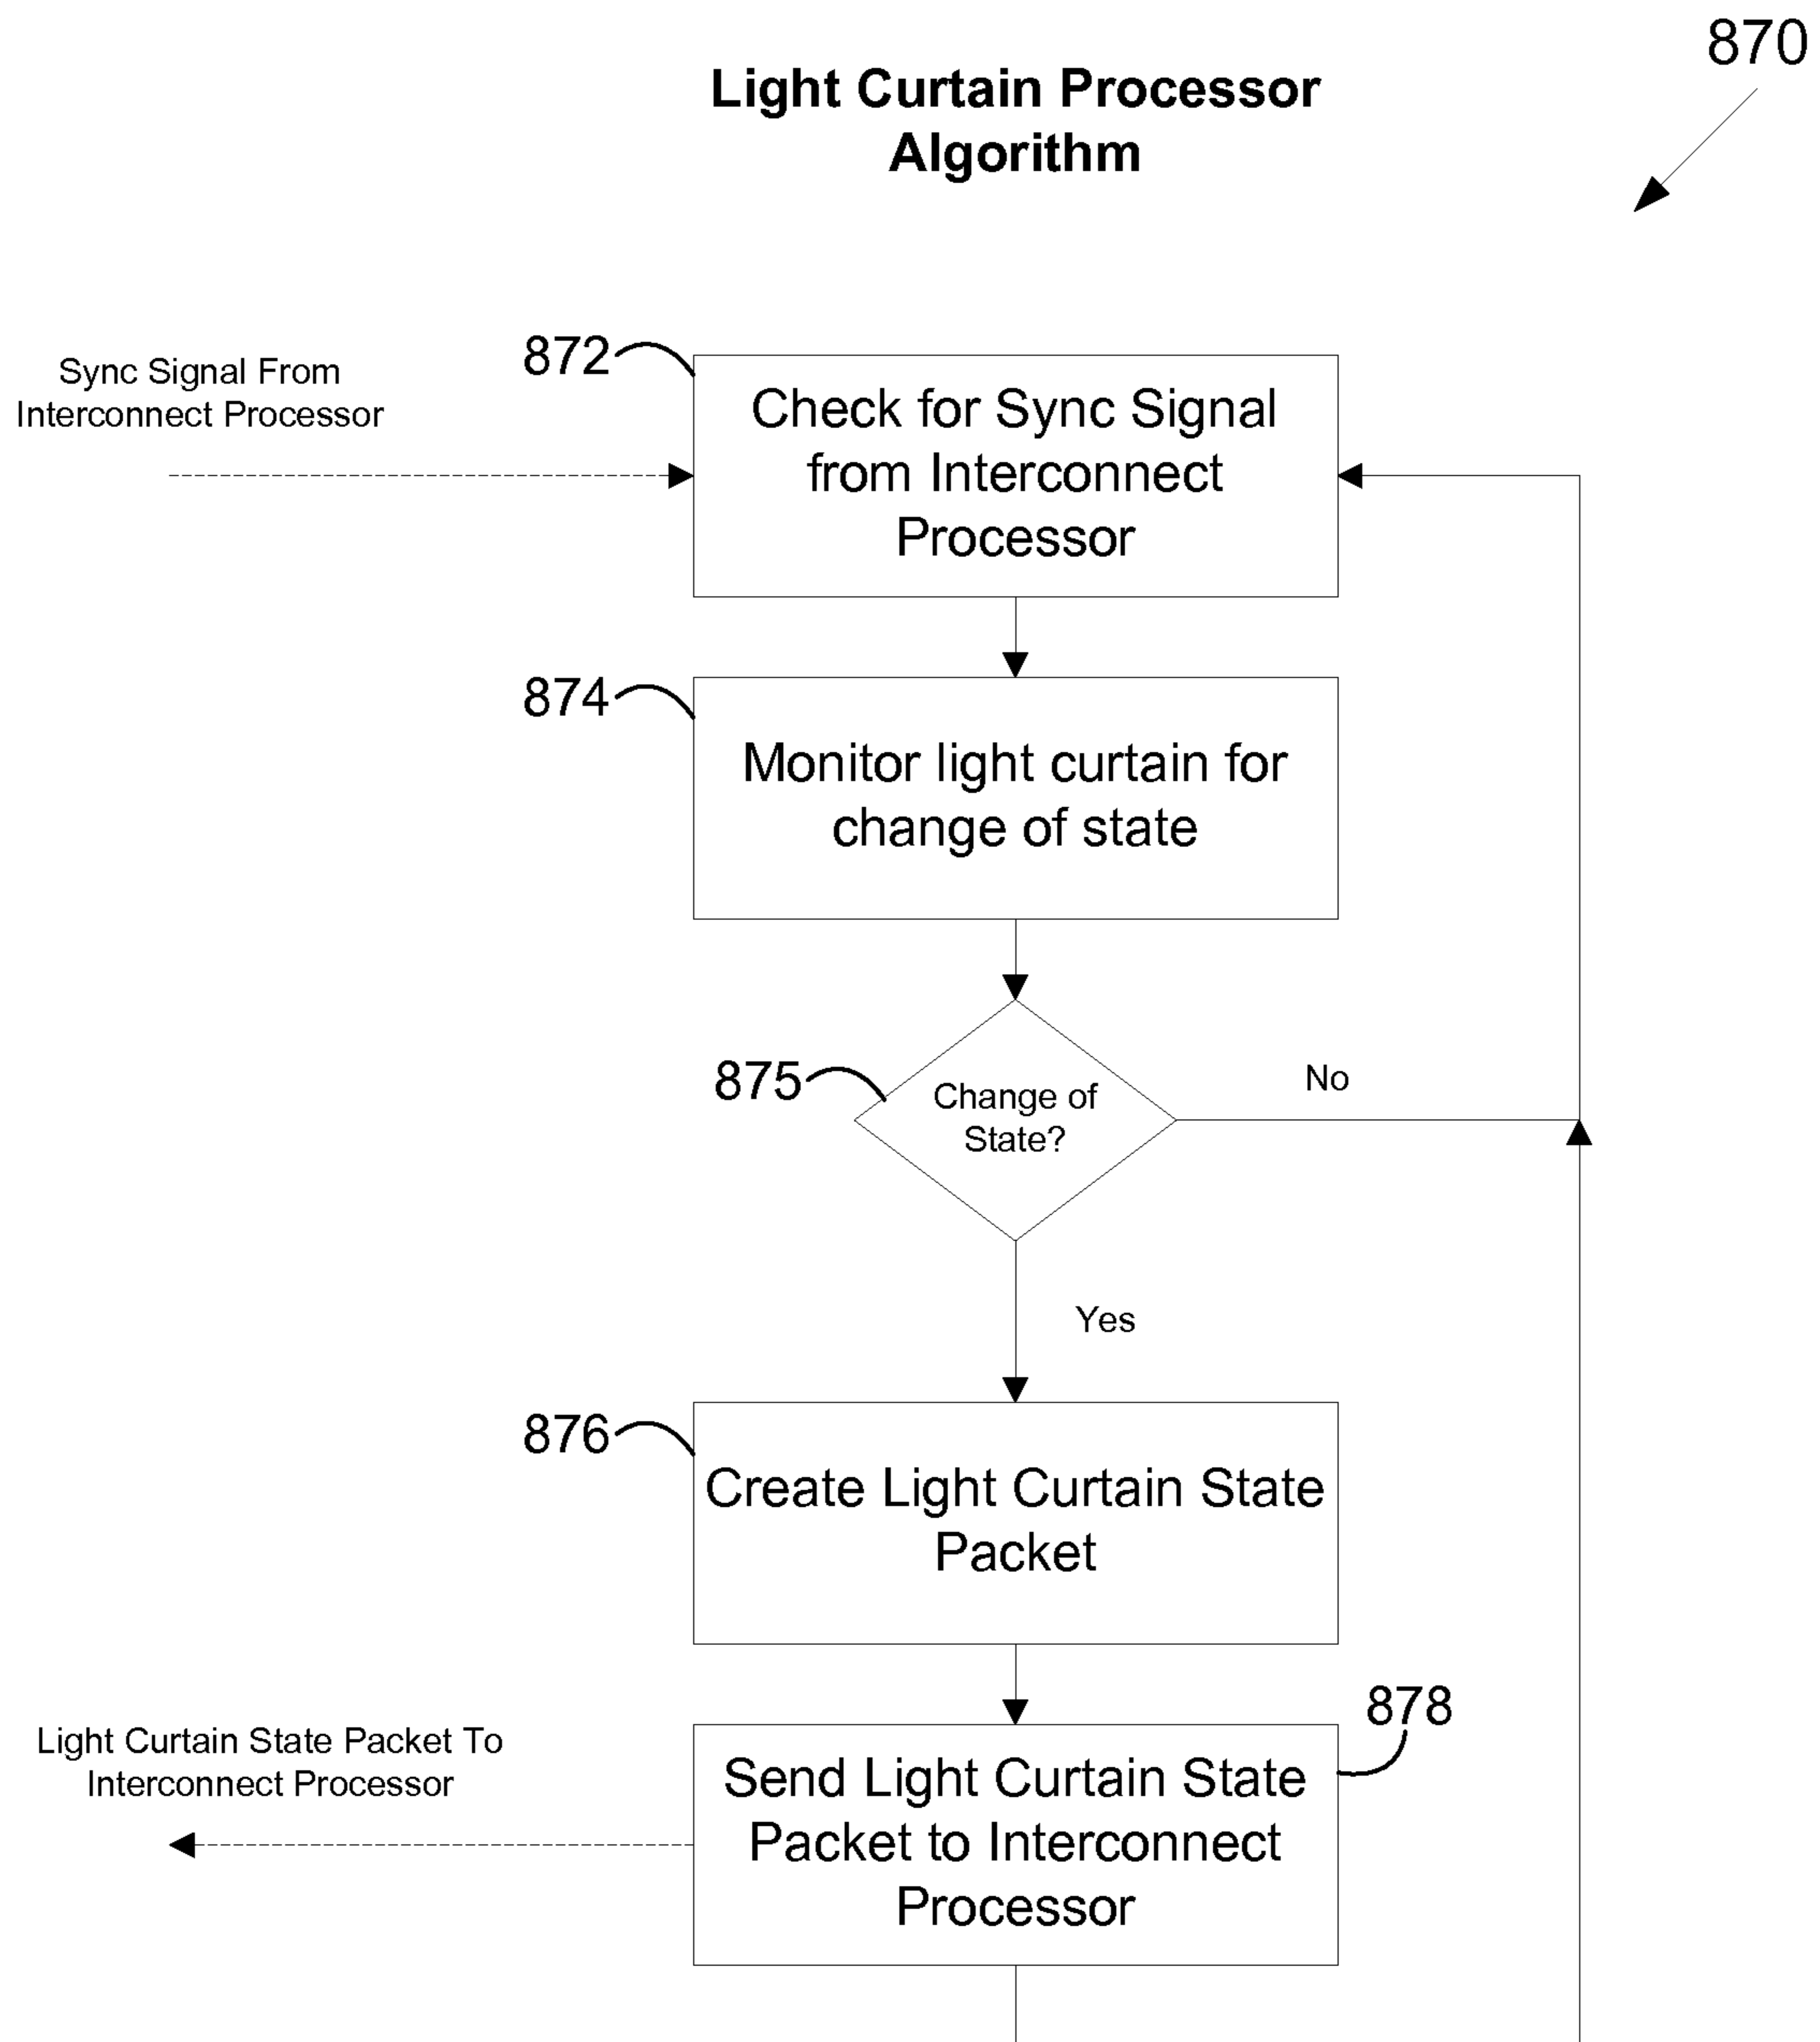 870
Light Curtain Processor
Algorithm
872
Sync Signal From
Interconnect Processor
Check for Sync Signal
from Interconnect
Processor
874
Monitor light curtain for
change of state
875
Change of
State?
No
Yes
876
Create Light Curtain State
Packet
878
Light Curtain State Packet To
Interconnect Processor
Send Light Curtain State
Packet to Interconnect
Processor